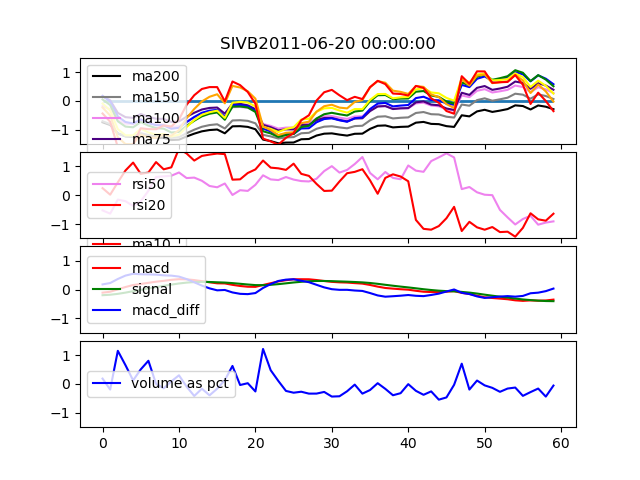 SIVB2011-06-20 00:00:00
1
0
−1
ma200
ma150
ma100
ma75
1
0
−1
rsi50
rsi20
ma10
1
0
−1
macd
signal
macd_diff
1
0
−1
volume as pct
0 10 20 30 40 50 60